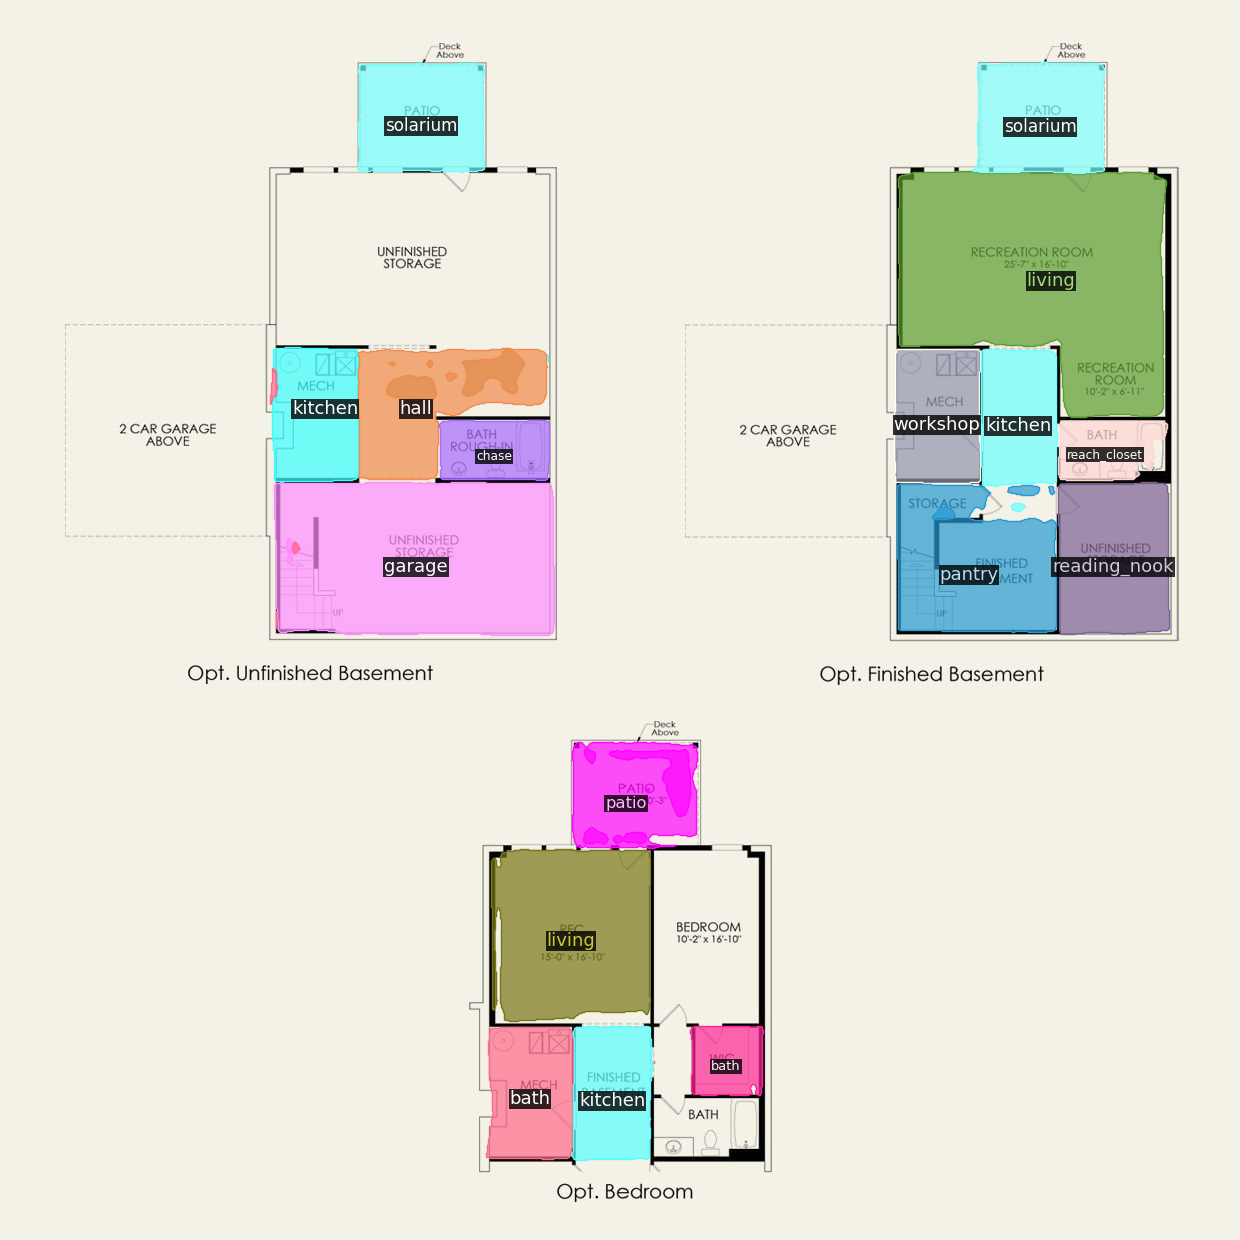 Deck
Above
PATIO
solarium
UNFINISHED
STORAGE
MECH
kitchen
hall
2 CAR GARAGE
ABOVE
BATH
ROUGH-IN
chase
UNFINISHED
STORAGE
garage
UP
Opt. Unfinished Basement
Deck
Above
PATIO
solarium
RECREATION ROOM
25'-7" x 16'-10"
living
RECREATION
ROOM
10'-2" x 6'-11"
MECH
workshop
kitchen
2 CAR GARAGE
ABOVE
BATH
reach_closet
STORAGE
UNFINISHED
reading_nook
FINISHED
pantry
UP
Opt. Finished Basement
Deck
Above
PATIO
patio
BEDROOM
10'-2" x 16'-10"
REC
living
15'-0" x 16'-10"
WIC
bath
MECH
bath
FINISHED
BASEMENT
kitchen
BATH
Opt. Bedroom